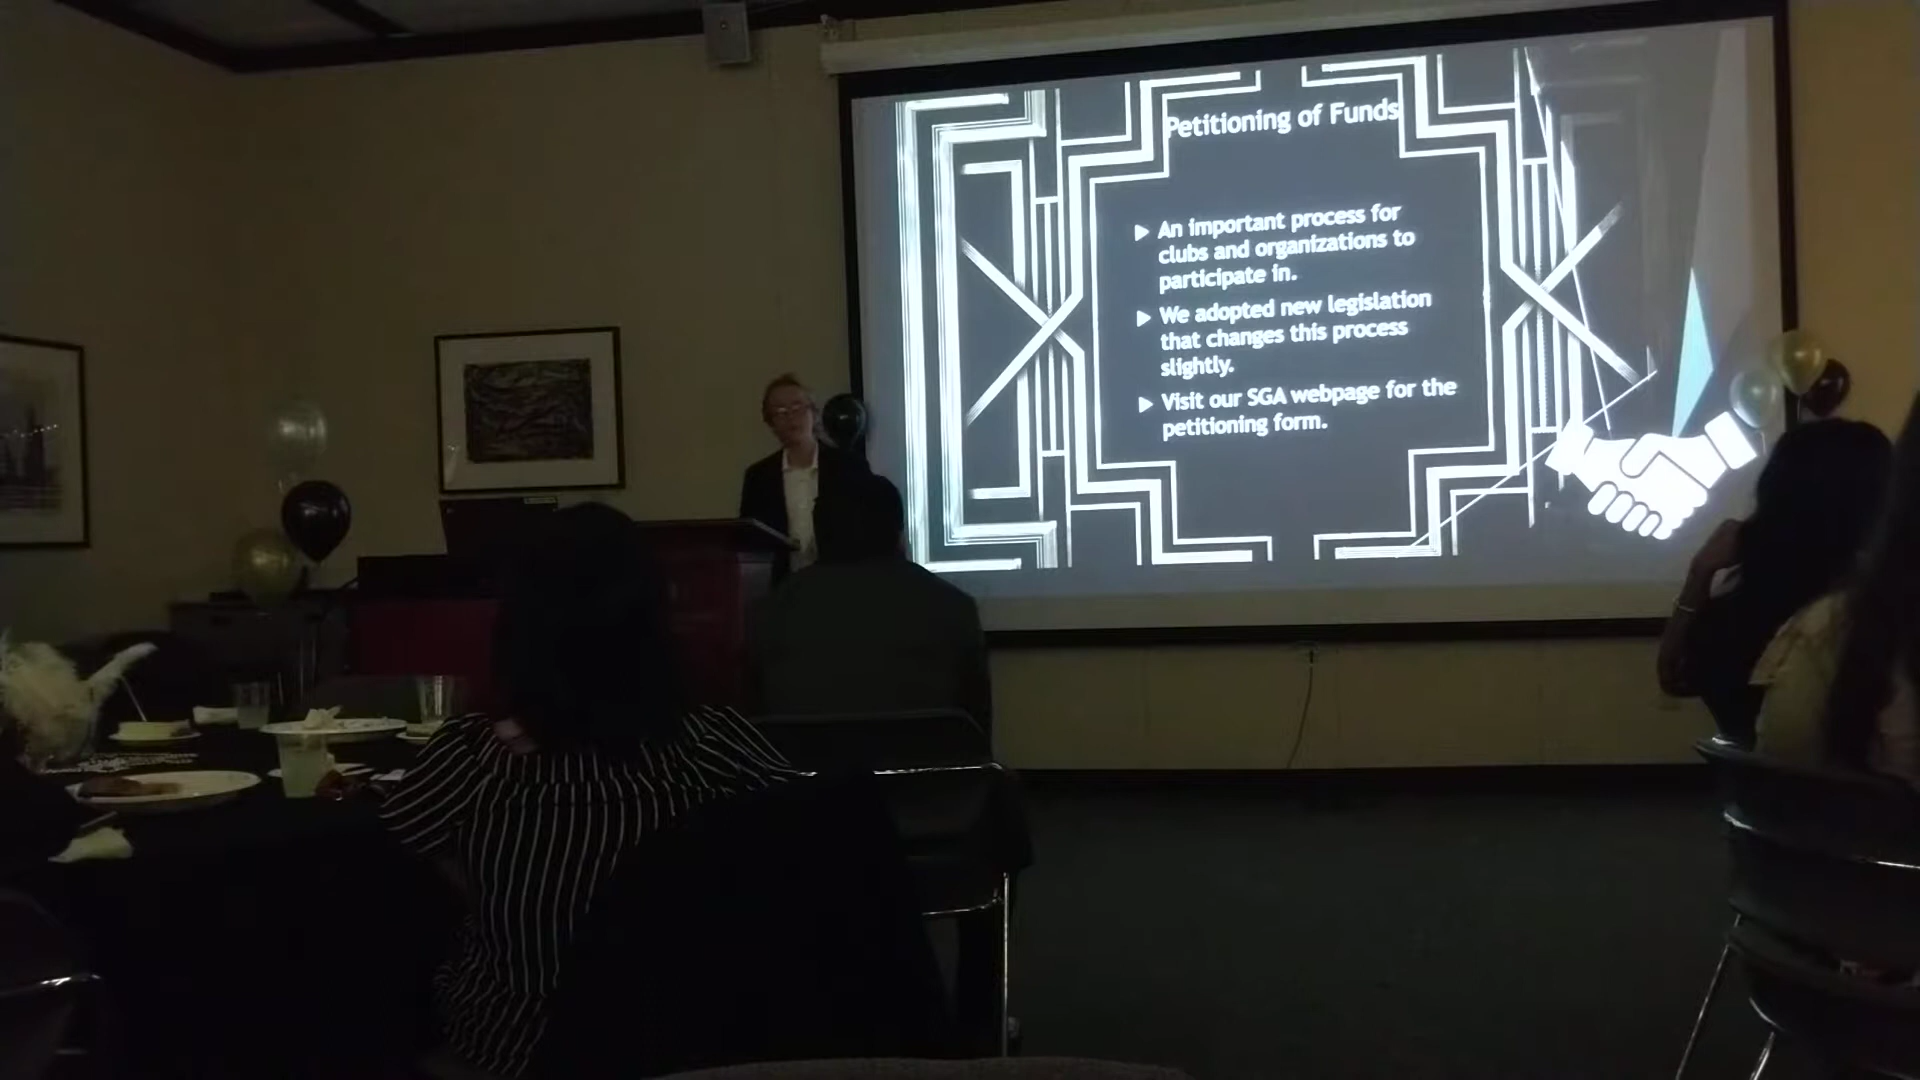 Petitioning of Funds
An important process for
clubs and organizations to
participate in.
We adopted new legislation
that changes this process
slightly.
Visit our SGA webpage for the
petitioning form.